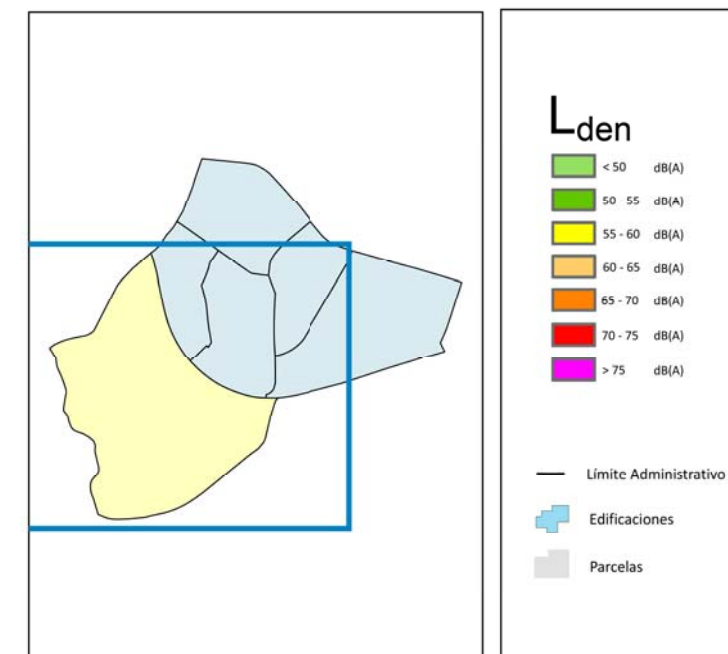 Lden
< 50 dB(A)
50 55 dB(A)
55 - 60 dB(A)
60 - 65 dB(A)
65 - 70 dB(A)
70 - 75 dB(A)
> 75 dB(A)
Límite Administrativo
Edificaciones
Parcelas